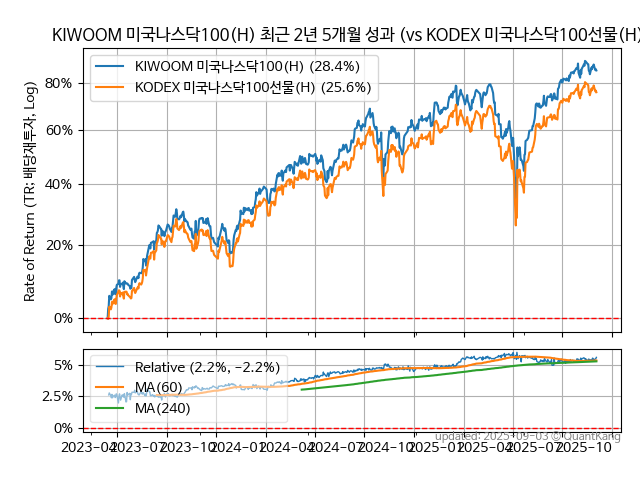 KIWOOM 미국나스닥100(H) 최근 2년 5개월 성과 (vs KODEX 미국나스닥100선물(H)
KIWOOM 미국나스닥100(H) (28.4%)
KODEX 미국나스닥100선물(H) (25.6%)
Rate of Return (TR: 배당재투자, Log)
80%
60%
40%
20%
0%
Relative (2.2%, −2.2%)
MA(60)
MA(240)
5%
2.5%
0%
2023-04
2023-07
2023-10
2024-01
2024-04
2024-07
2024-10
2025-01
2025-04
2025-07
2025-10
updated: 2025-09-03 © QuantKang